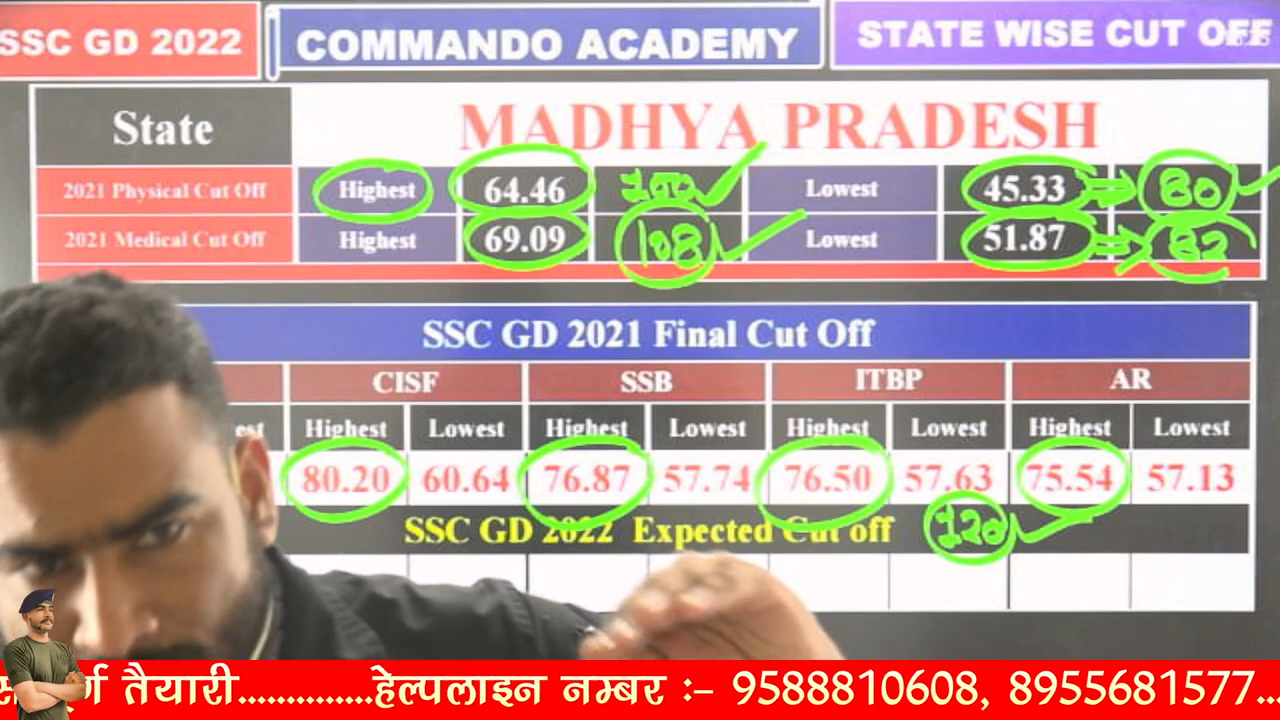 SSC GD 2022 COMMANDO ACADEMY STATE WISE CUT OFF
State MADHYA PRADESH
2021 Physical Cut Off Highest 64.46 100 Lowest 45.33 80
2021 Medical Cut Off Highest 69.09 108 Lowest 51.87 82
SSC GD 2021 Final Cut Off
CISF SSB ITBP AR
est Highest Lowest Highest Lowest Highest Lowest Highest Lowest
80.20 60.64 76.87 57.74 76.50 57.63 75.54 57.13
SSC GD 2022 Expected Cut off 120
तैयारी..............हेल्पलाइन नम्बर :– 9588810608, 8955681577...